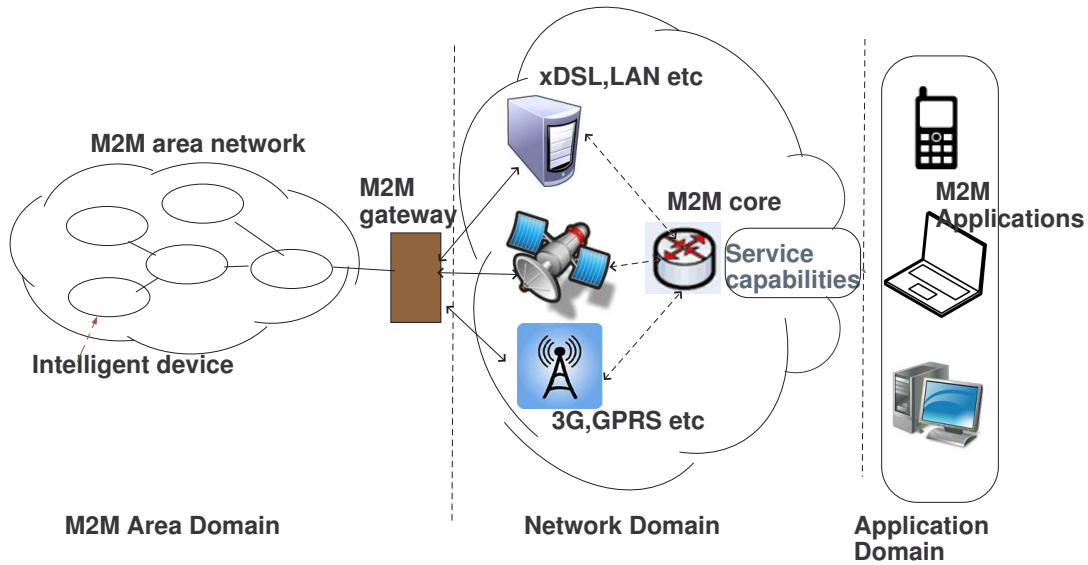 xDSL,LAN etc
M2M area network
M2M
gateway
M2M core
M2M
Applications
Service
capabilities
Intelligent device
3G,GPRS etc
M2M Area Domain
Network Domain
Application
Domain